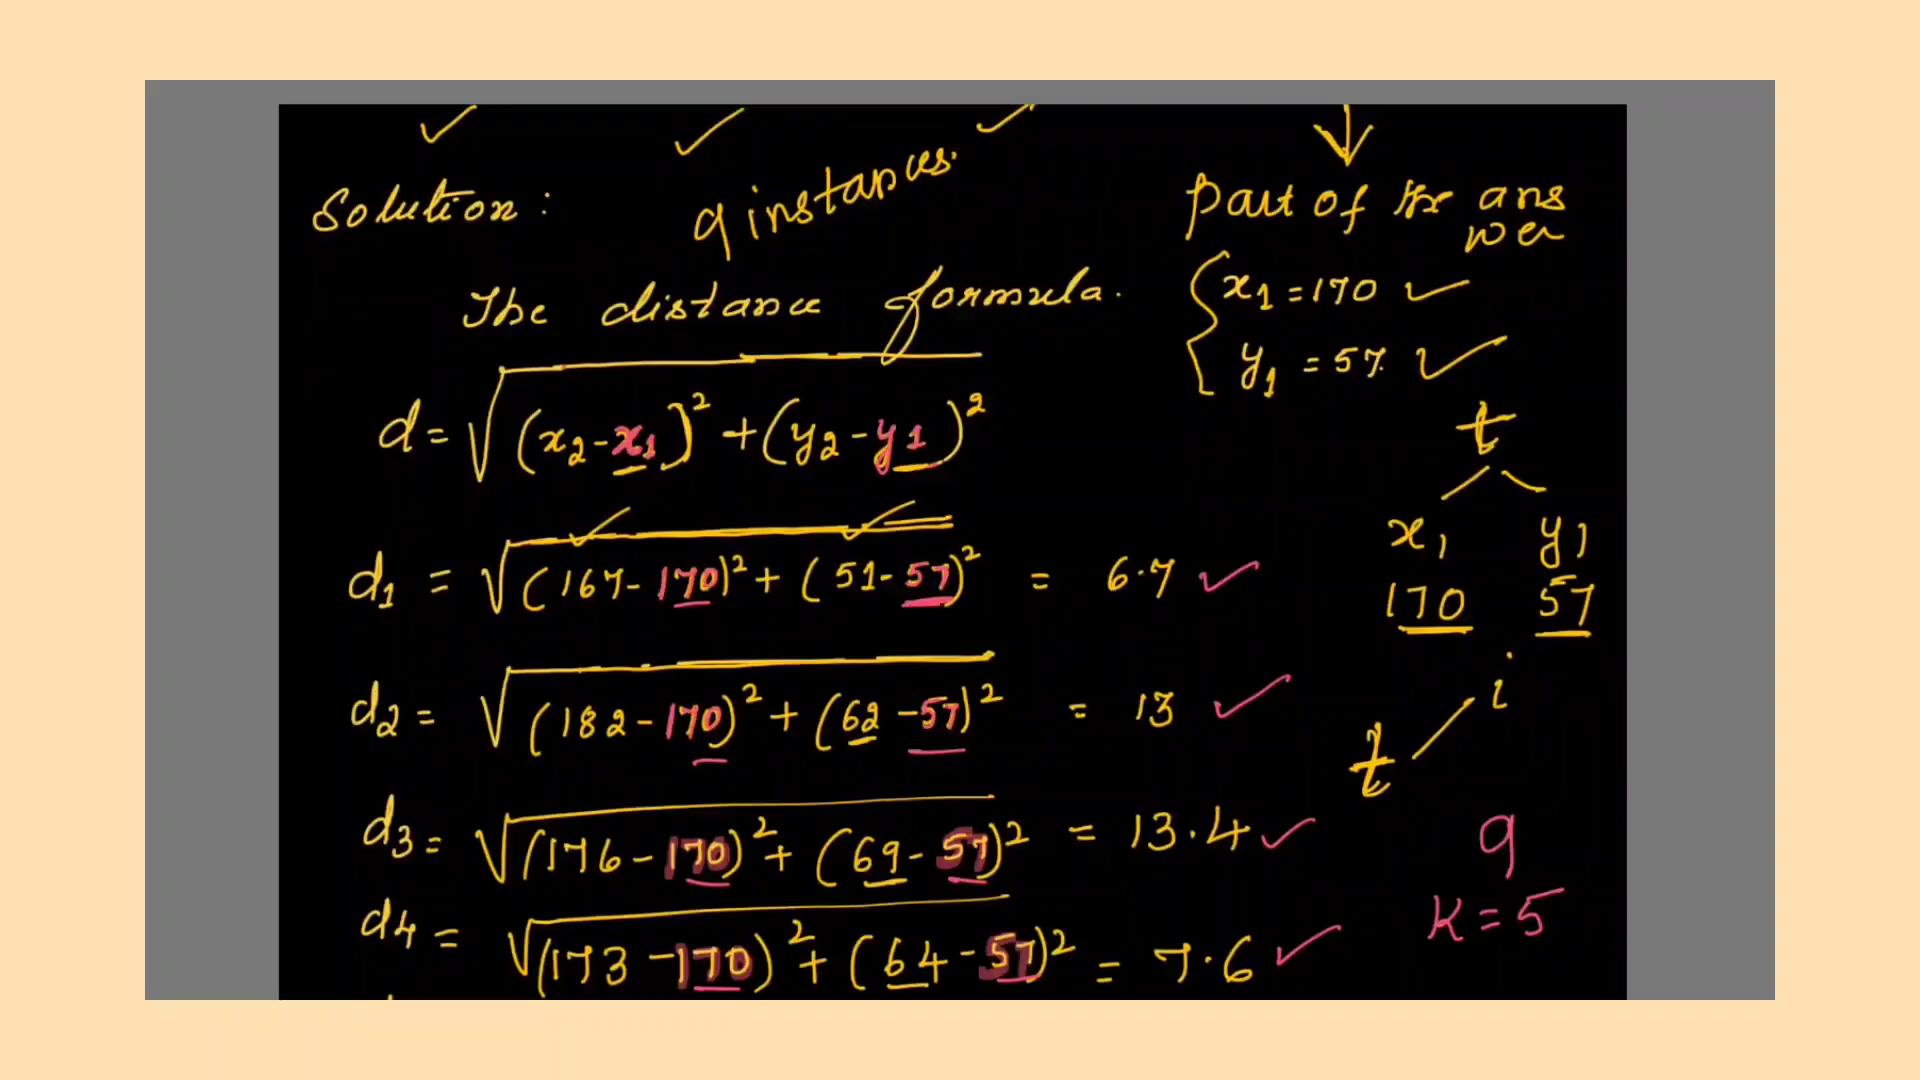 Solution:
9 instances.
Part of the ans
wer
The distance formula.
x1 = 170
y1 = 57.
d = √(x2-x1)² + (y2-y1)²
t
x1 y1
170 57
d1 = √(167-170)² + (51-57)² = 6.7
i
t
d2 = √(182-170)² + (62-57)² = 13
d3 = √(176-170)² + (69-57)² = 13.4
9
K=5
d4 = √(173-170)² + (64-57)² = 7.6